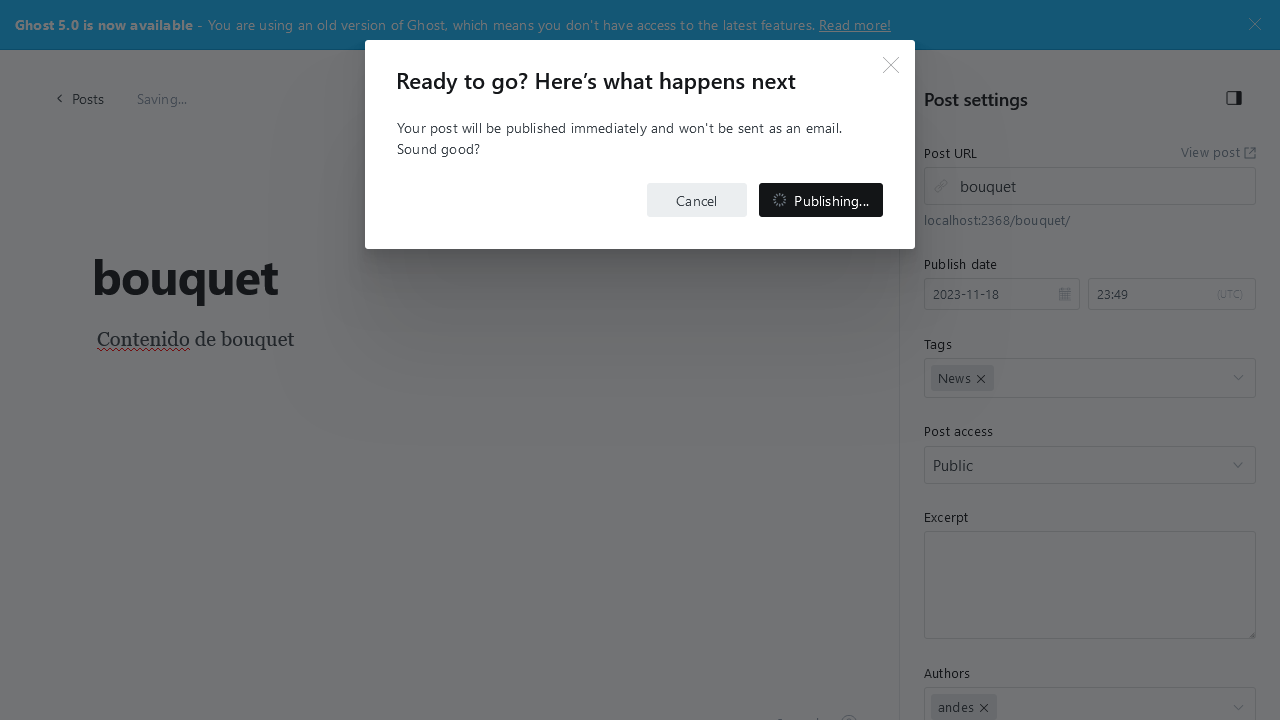 Ghost 5.0 is now available - You are using an old version of Ghost, which means you don't have access to the latest features. Read more!
Ready to go? Here's what happens next
Your post will be published immediately and won't be sent as an email.
Sound good?
Cancel
Publishing...
Posts
Saving...
bouquet
Contenido de bouquet
Post settings
Post URL
View post
bouquet
localhost:2368/bouquet/
Publish date
2023-11-18
23:49
(UTC)
Tags
News
Post access
Public
Excerpt
Authors
andes